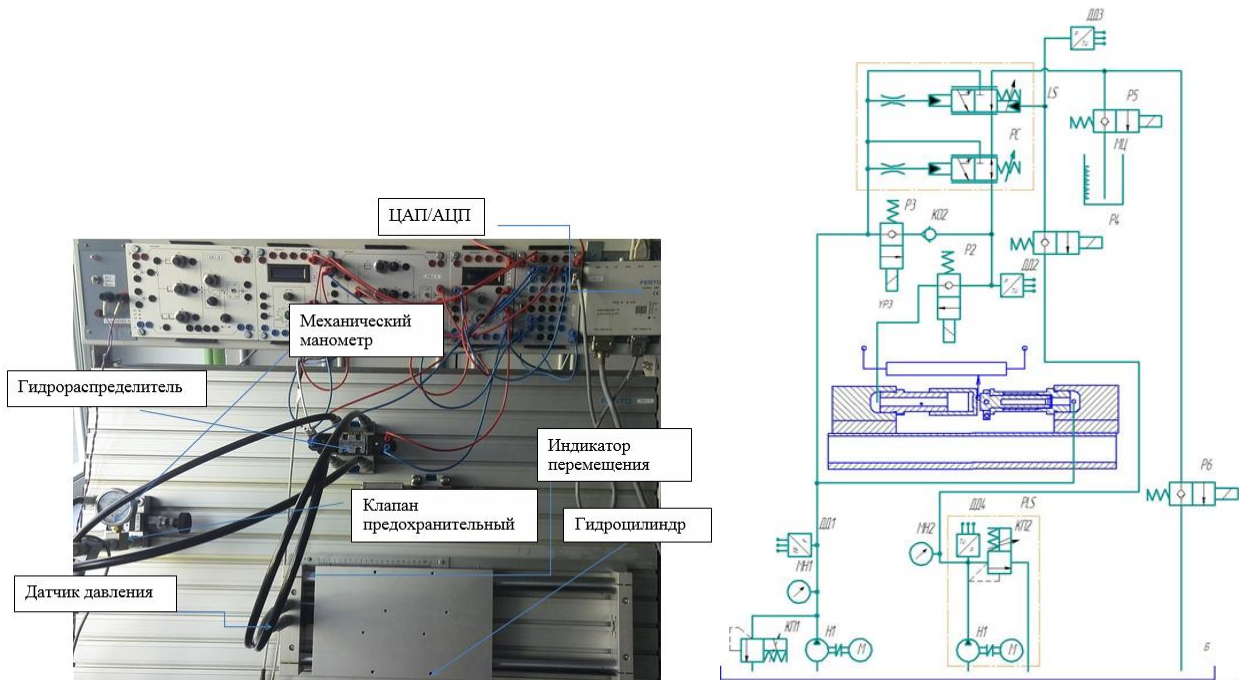 ЦАП/АЦП
Механический
манометр
Гидрораспределитель
Индикатор
перемещения
Клапан
предохранительный
Гидроцилиндр
Датчик давления
ДД3
LS
P5
МЦ
PC
P4
P3
КО2
P2
ДД2
УР3
P6
ДД1
МН1
КП1
Н1
М
МН2
ДД4
PLS
КП2
Н1
М
Б